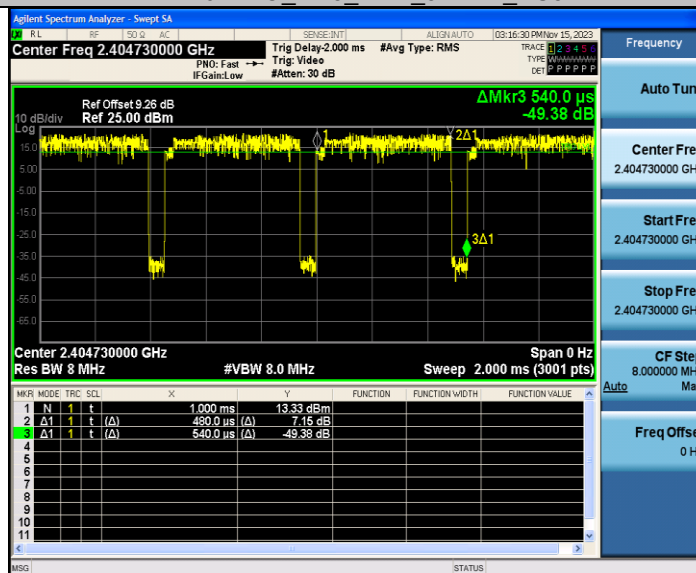 Agilent Spectrum Analyzer - Swept SA
RL RF 50 Ω AC SENSE:INT ALIGN AUTO 03:16:30 PM Nov 15, 2023
Center Freq 2.404730000 GHz
PNO: Fast
IFGain:Low
Trig Delay-2.000 ms
Trig: Video
#Atten: 30 dB
#Avg Type: RMS
TRACE 1 2 3 4 5 6
TYPE W
DET P P P P P P
ΔMkr3 540.0 µs
-49.38 dB
Ref Offset 9.26 dB
10 dB/div Ref 25.00 dBm
Log
15.0
5.00
-5.00
-15.0
-25.0
-35.0
-45.0
-55.0
-65.0
1
2Δ1
3Δ1
Center 2.404730000 GHz Span 0 Hz
Res BW 8 MHz #VBW 8.0 MHz Sweep 2.000 ms (3001 pts)
MKR MODE TRC SCL X Y FUNCTION FUNCTION WIDTH FUNCTION VALUE
1 N 1 t 1.000 ms 13.33 dBm
2 Δ1 1 t (Δ) 480.0 µs (Δ) 7.15 dB
3 Δ1 1 t (Δ) 540.0 µs (Δ) -49.38 dB
4
5
6
7
8
9
10
11
MSG STATUS
Frequency
Auto Tun
Center Fre
2.404730000 GH
Start Fre
2.404730000 GH
Stop Fre
2.404730000 GH
CF Ste
8.000000 MH
Auto Ma
Freq Offse
0 H